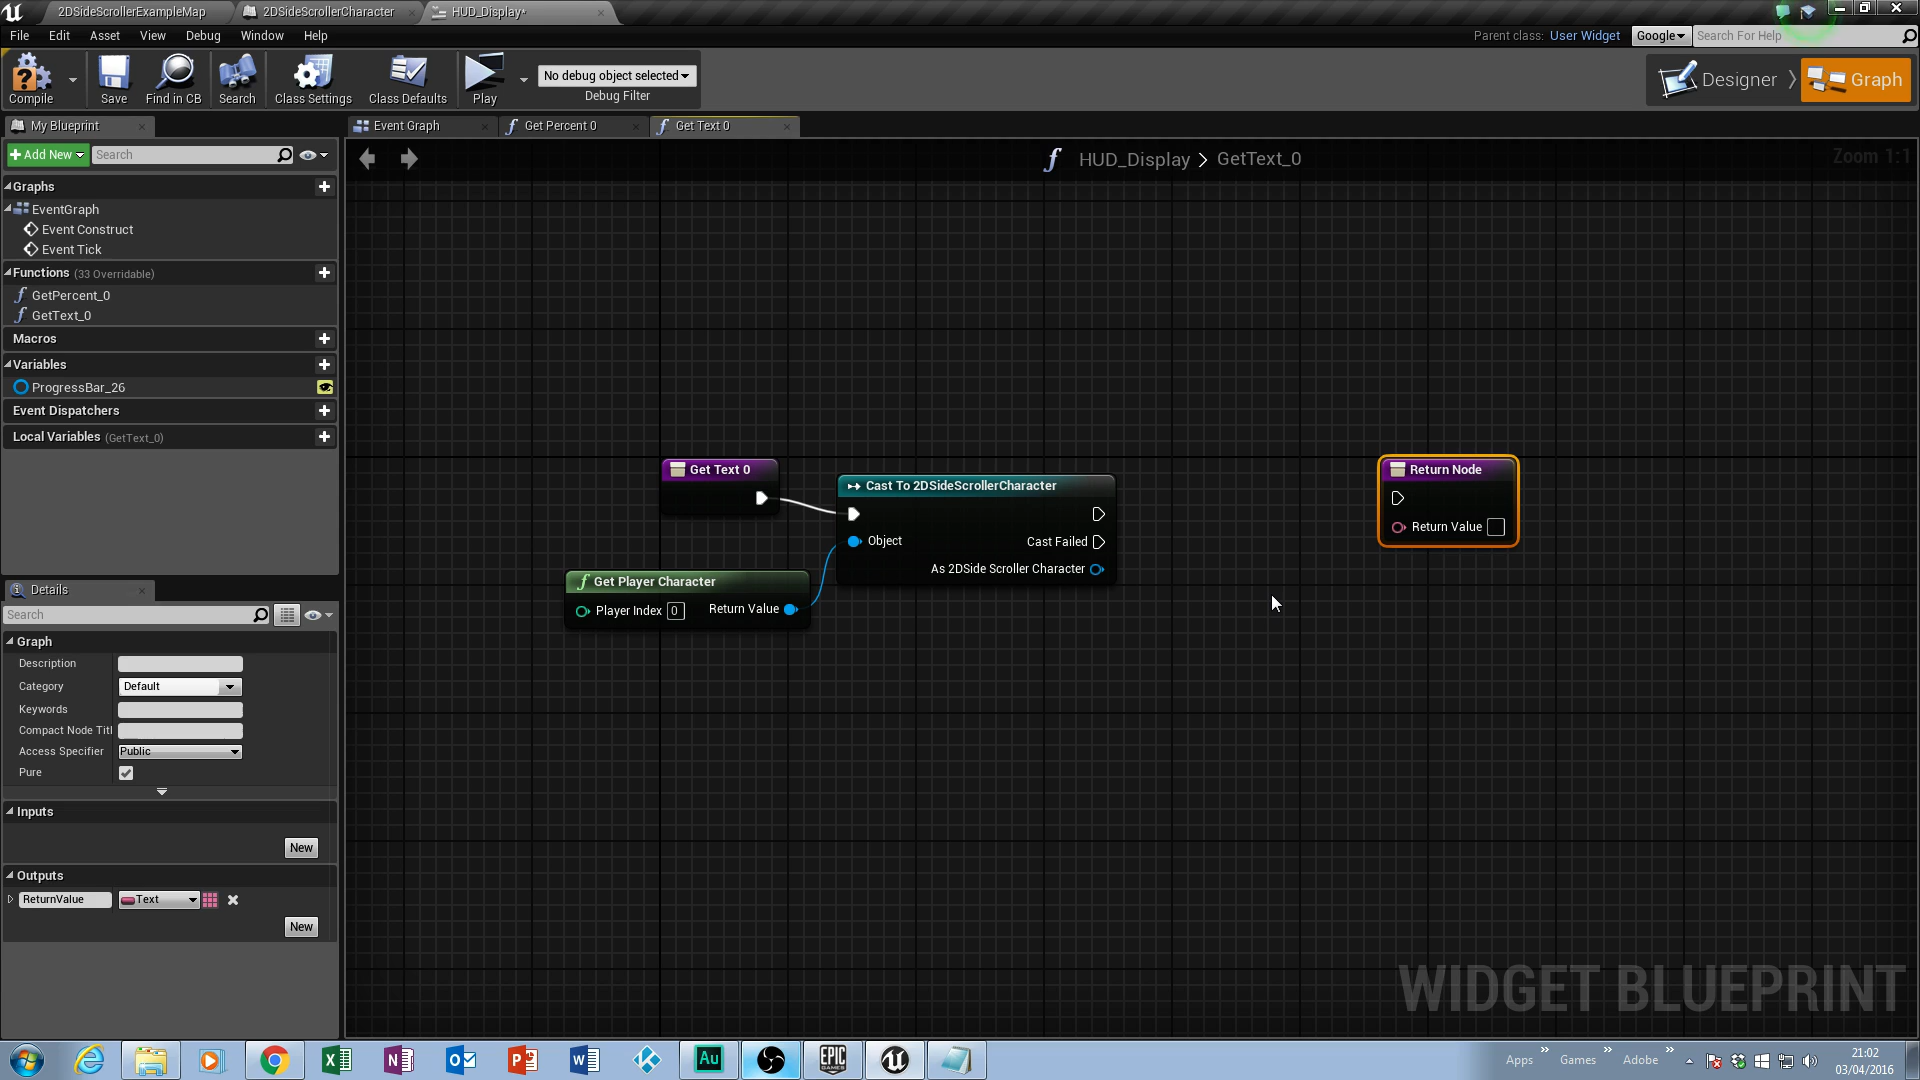 2DSideScrollerExampleMap
2DSideScrollerCharacter
HUD_Display*
File Edit Asset View Debug Window Help
Parent class: User Widget
Google
Search For Help
Compile
Save
Find in CB
Search
Class Settings
Class Defaults
Play
No debug object selected
Debug Filter
Designer
Graph
My Blueprint
Event Graph
Get Percent 0
Get Text 0
Add New
Search
HUD_Display > GetText_0
Zoom 1:1
Graphs
EventGraph
Event Construct
Event Tick
Functions (33 Overridable)
GetPercent_0
GetText_0
Macros
Variables
ProgressBar_26
Event Dispatchers
Local Variables (GetText_0)
Get Text 0
Cast To 2DSideScrollerCharacter
Object
Cast Failed
As 2DSide Scroller Character
Get Player Character
Player Index 0
Return Value
Return Node
Return Value
Details
Search
Graph
Description
Category
Default
Keywords
Compact Node Titl
Access Specifier
Public
Pure
Inputs
New
Outputs
ReturnValue
Text
New
WIDGET BLUEPRINT
Au
EPIC GAMES
Apps
Games
Adobe
21:02
03/04/2016